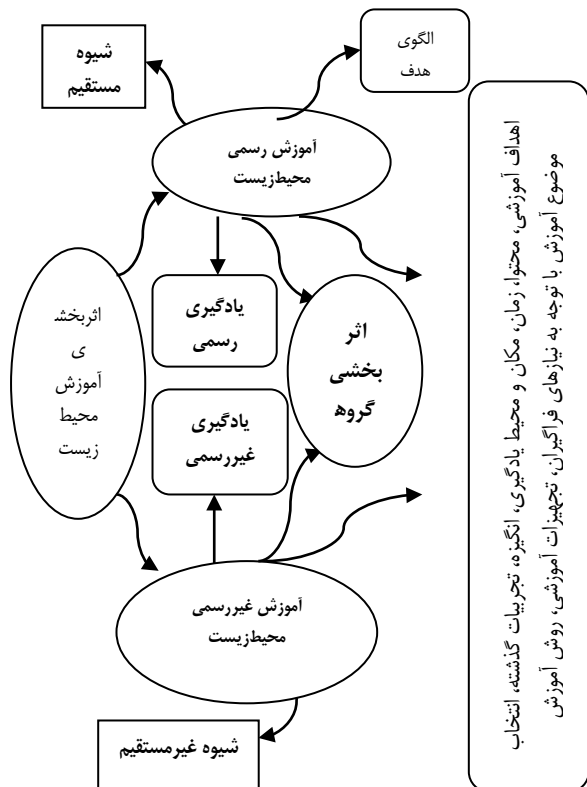 الگوی
هدف
شیوه
مستقیم
آموزش رسمی
محیط‌زیست
اهداف آموزشی، محتوا، زمان، مکان و محیط یادگیری، انگیزه، تجربیات گذشته، انتخاب
موضوع آموزش با توجه به نیازهای فراگیران، تجهیزات آموزشی، روش آموزش
یادگیری
رسمی
اثر
بخشی
گروه
اثربخش
ی
آموزش
محیط
زیست
یادگیری
غیررسمی
آموزش غیررسمی
محیط‌زیست
شیوه غیرمستقیم